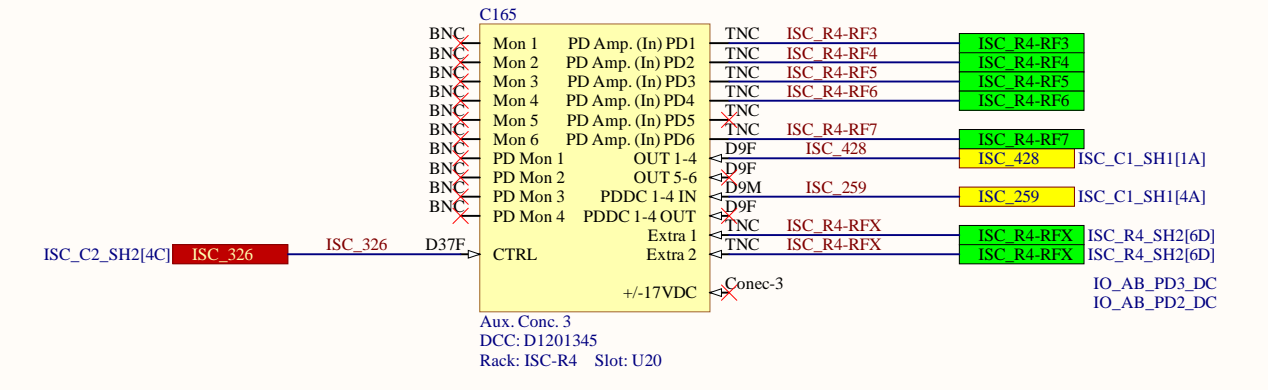 C165
BNC Mon 1 PD Amp. (In) PD1 TNC ISC_R4-RF3 ISC_R4-RF3
BNC Mon 2 PD Amp. (In) PD2 TNC ISC_R4-RF4 ISC_R4-RF4
BNC Mon 3 PD Amp. (In) PD3 TNC ISC_R4-RF5 ISC_R4-RF5
BNC Mon 4 PD Amp. (In) PD4 TNC ISC_R4-RF6 ISC_R4-RF6
BNC Mon 5 PD Amp. (In) PD5 TNC
BNC Mon 6 PD Amp. (In) PD6 TNC ISC_R4-RF7 ISC_R4-RF7
BNC PD Mon 1 OUT 1-4 D9F ISC_428 ISC_428 ISC_C1_SH1[1A]
BNC PD Mon 2 OUT 5-6 D9F
BNC PD Mon 3 PDDC 1-4 IN D9M ISC_259 ISC_259 ISC_C1_SH1[4A]
BNC PD Mon 4 PDDC 1-4 OUT D9F
Extra 1 TNC ISC_R4-RFX ISC_R4-RFX ISC_R4_SH2[6D]
ISC_C2_SH2[4C] ISC_326 ISC_326 D37F CTRL Extra 2 TNC ISC_R4-RFX ISC_R4-RFX ISC_R4_SH2[6D]
+/-17VDC Conec-3 IO_AB_PD3_DC
IO_AB_PD2_DC
Aux. Conc. 3
DCC: D1201345
Rack: ISC-R4 Slot: U20